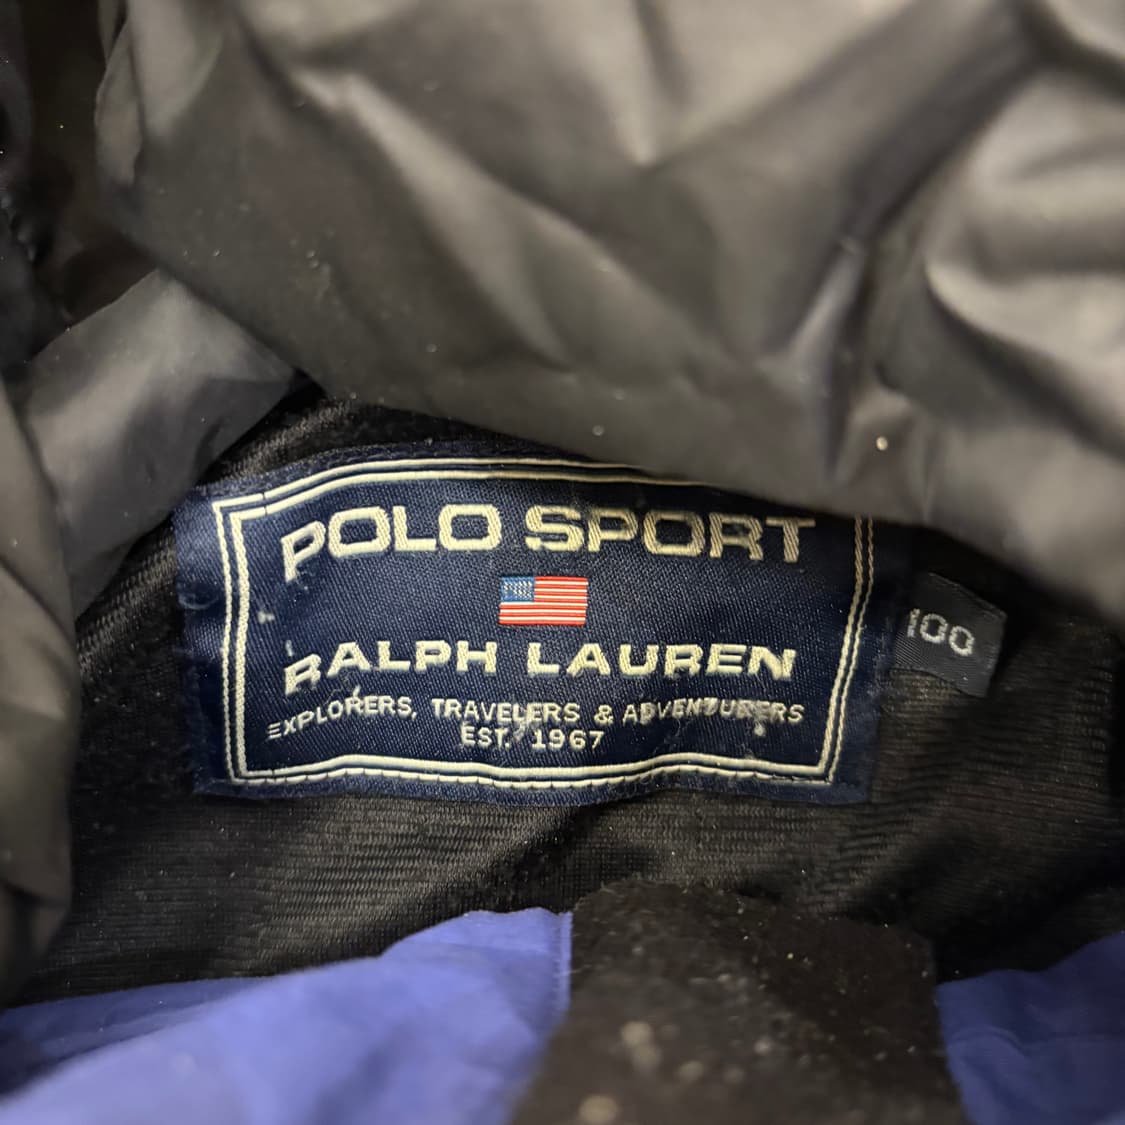 POLO SPORT
RALPH LAUREN
EXPLORERS, TRAVELERS & ADVENTURERS
EST. 1967
100